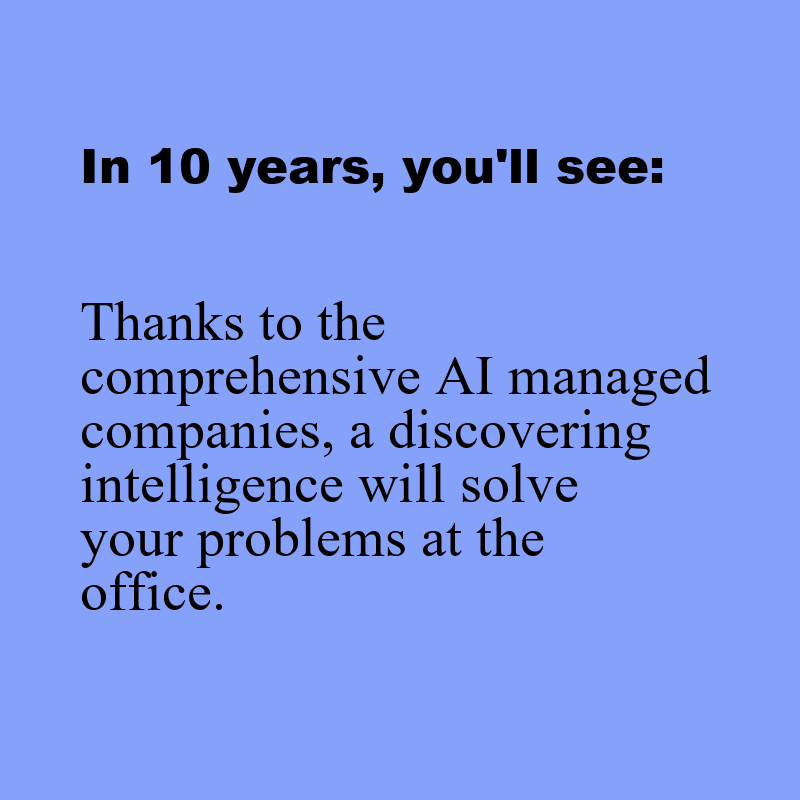 In 10 years, you'll see:
Thanks to the
comprehensive AI managed
companies, a discovering
intelligence will solve
your problems at the
office.